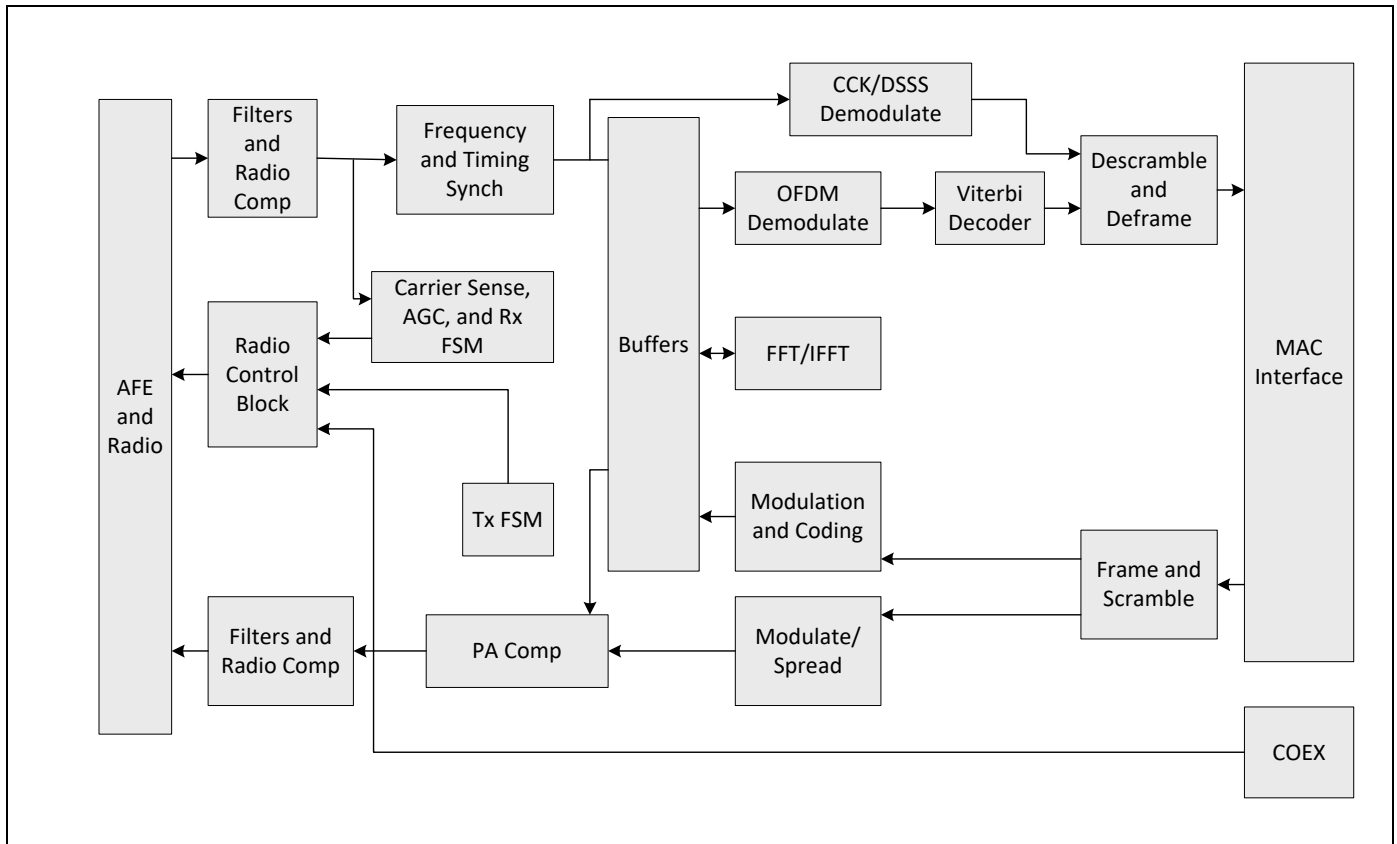 CCK/DSSS
Demodulate
Filters
and
Radio
Comp
Frequency
and Timing
Synch
Descramble
and
Deframe
OFDM
Demodulate
Viterbi
Decoder
Carrier Sense,
AGC, and Rx
FSM
Radio
Control
Block
Buffers
FFT/IFFT
MAC
Interface
AFE
and
Radio
Tx FSM
Modulation
and Coding
Frame and
Scramble
Filters and
Radio Comp
PA Comp
Modulate/
Spread
COEX